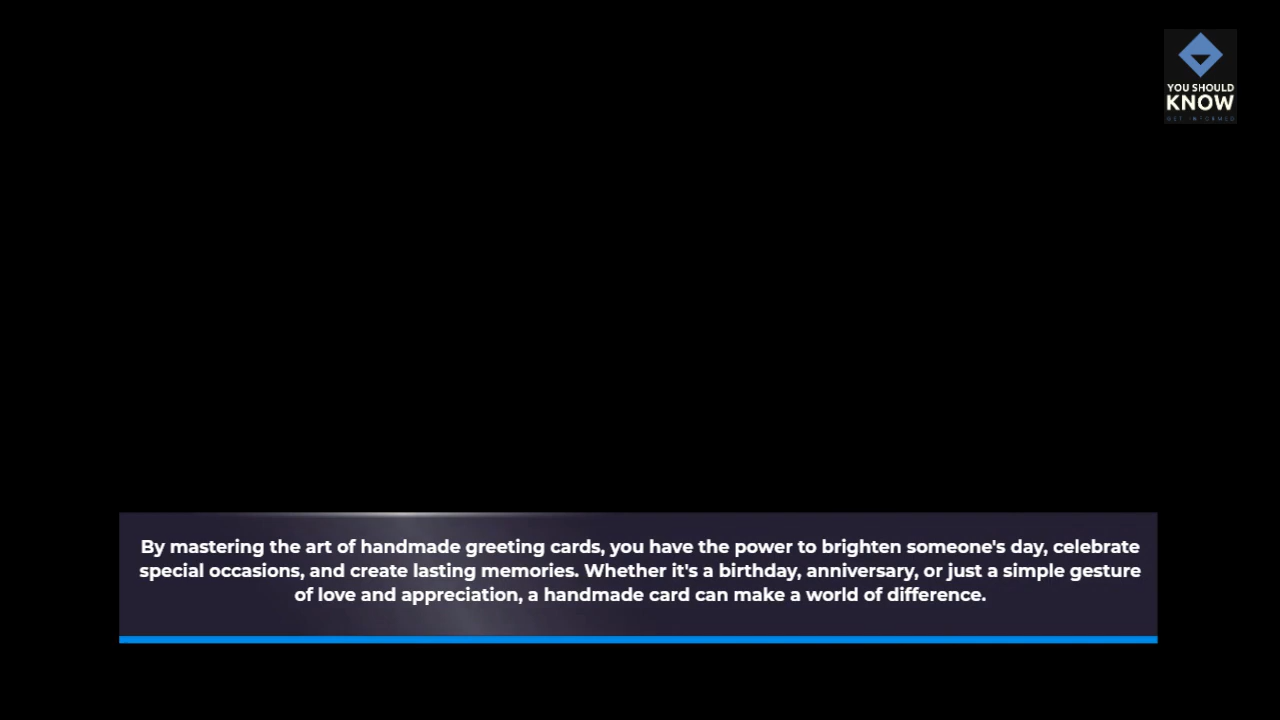 YOU SHOULD
KNOW
GET INFORMED
By mastering the art of handmade greeting cards, you have the power to brighten someone's day, celebrate
special occasions, and create lasting memories. Whether it's a birthday, anniversary, or just a simple gesture
of love and appreciation, a handmade card can make a world of difference.